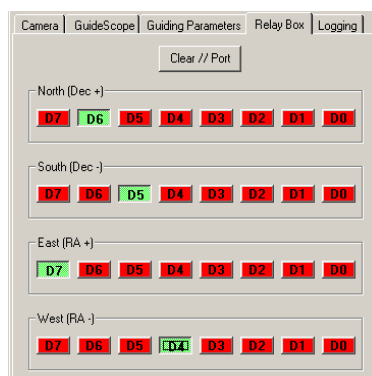 Camera GuideScope Guiding Parameters Relay Box Logging
Clear // Port
North (Dec +)
D7 D6 D5 D4 D3 D2 D1 D0
South (Dec -)
D7 D6 D5 D4 D3 D2 D1 D0
East (RA +)
D7 D6 D5 D4 D3 D2 D1 D0
West (RA -)
D7 D6 D5 D4 D3 D2 D1 D0